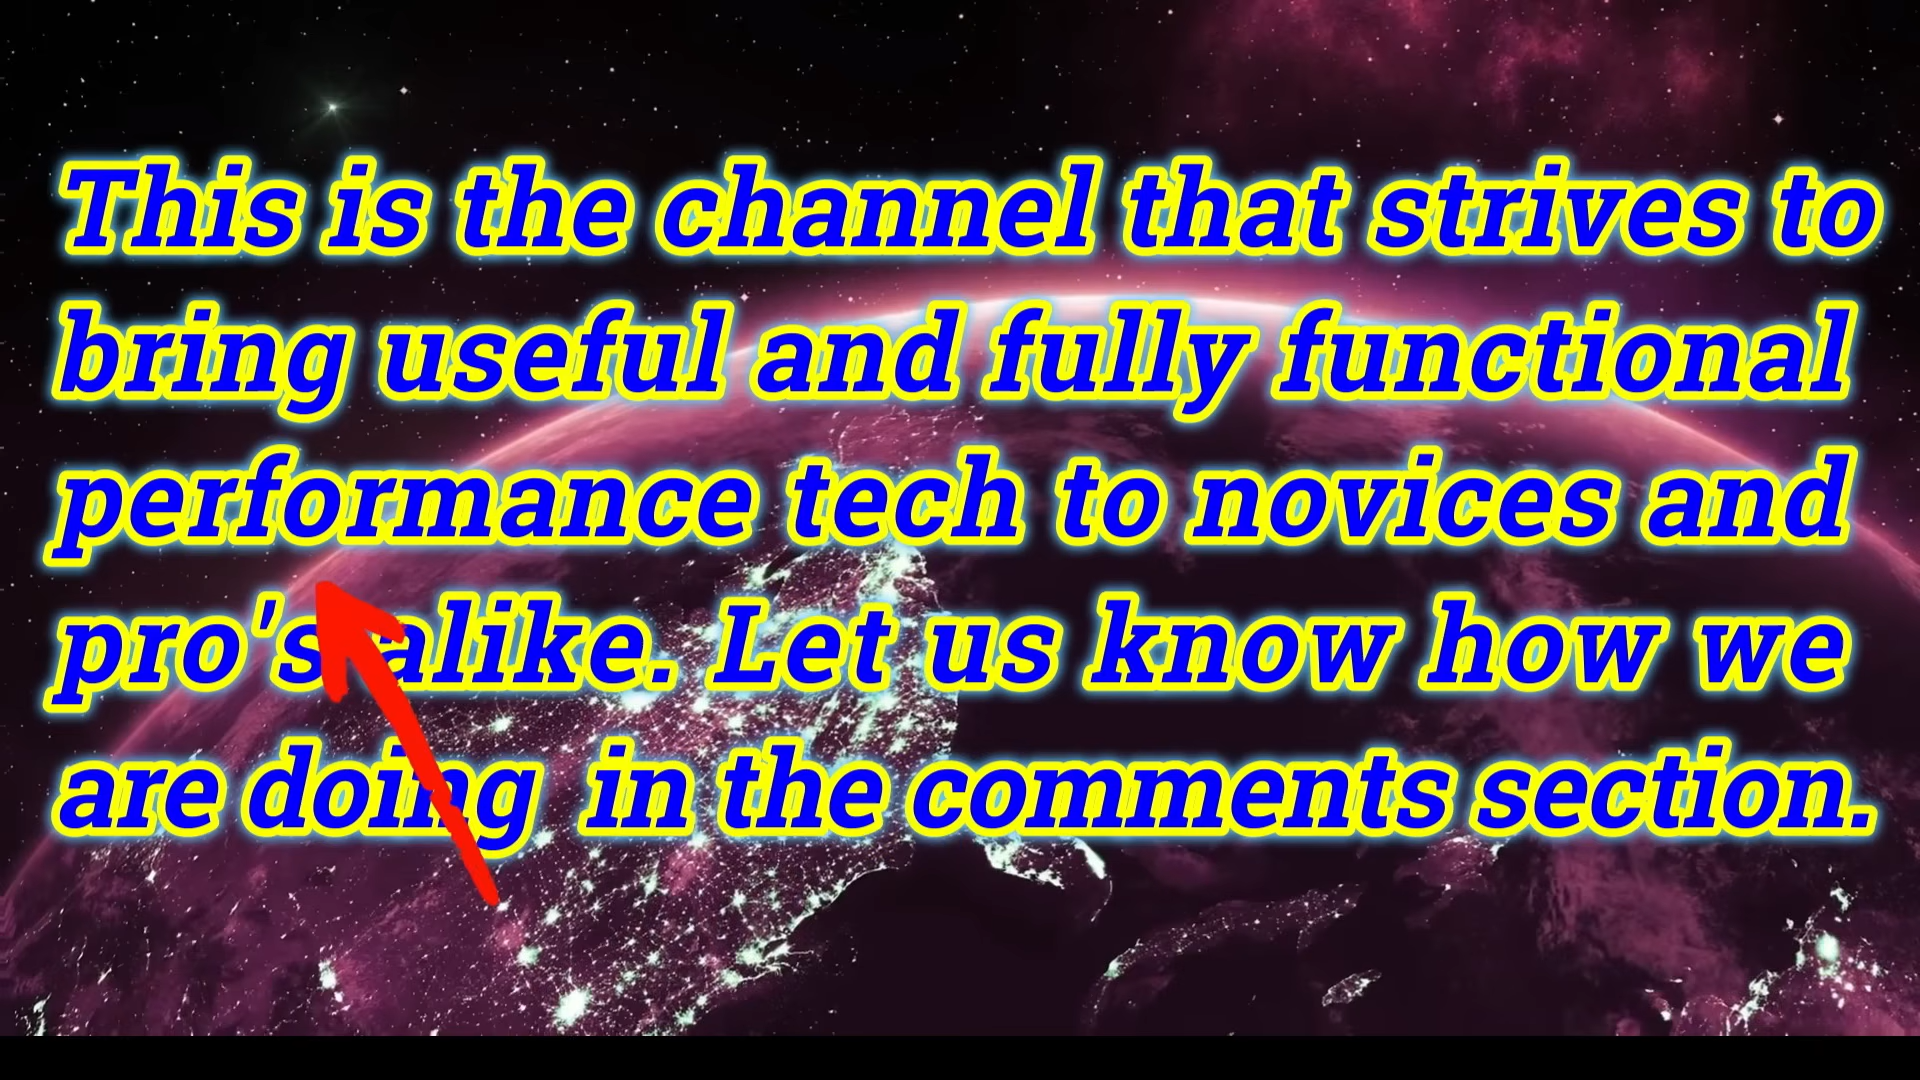 This is the channel that strives to
bring useful and fully functional
performance tech to novices and
pro's alike. Let us know how we
are doing  in the comments section.